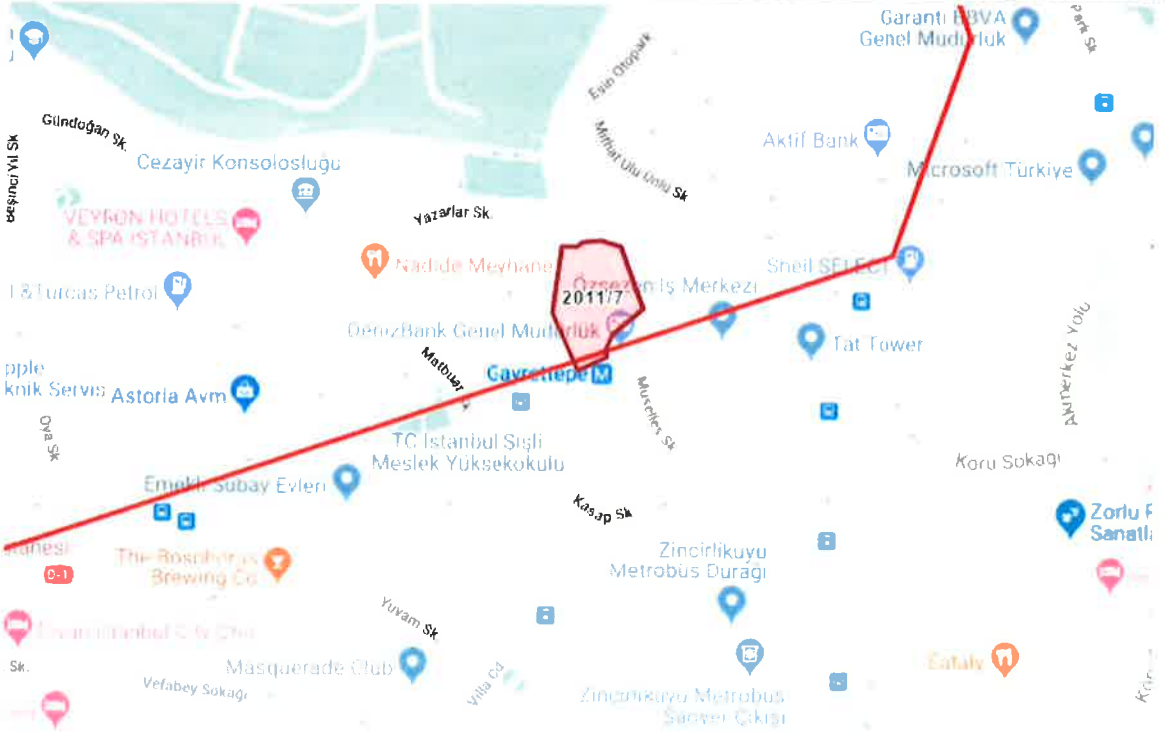 Garanti BBVA
Genel Müdürlük
Park Sk
Esin Otopark
Gündoğan Sk.
Beşinci Yıl Sk
Cezayir Konsolosluğu
Mithat Ulu Ünlü Sk
Aktif Bank
Microsoft Türkiye
VEYRON HOTELS
& SPA ISTANBUL
Yazarlar Sk.
Nadide Meyhane
Shell SELECT
l &Turcas Petrol
Özsezen İş Merkezi
2011/7
DenizBank Genel Müdürlük
Tat Tower
Akmerkez Yolu
Matbuat
Gayrettepe M
pple
knik Servis
Astoria Avm
Oya Sk
Müselles Sk
TC İstanbul Şişli
Meslek Yüksekokulu
Koru Sokağı
Emekli Subay Evleri
Kasap Sk
Zorlu P
Sanatla
stanesi
D-1
The Bosphorus
Brewing Co
Zincirlikuyu
Metrobüs Durağı
Yuvam Sk.
Sk.
Masquerade Club
Vefabey Sokağı
Villa Cd
Eataly
Zincirlikuyu Metrobüs